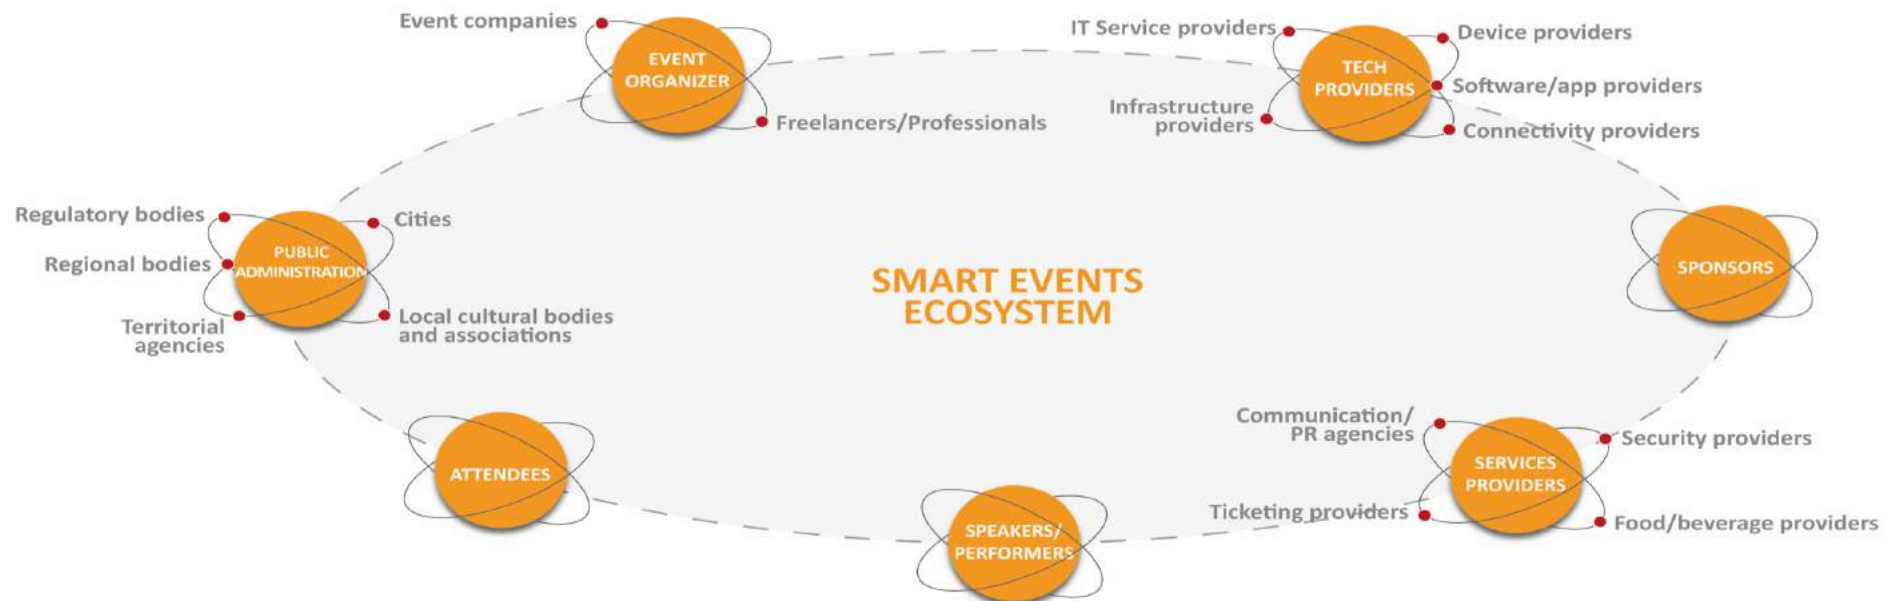 Event companies
EVENT
ORGANIZER
Freelancers/Professionals
IT Service providers
Device providers
TECH
PROVIDERS
Software/app providers
Infrastructure
providers
Connectivity providers
Regulatory bodies
Cities
Regional bodies
PUBLIC
ADMINISTRATION
Territorial
agencies
Local cultural bodies
and associations
SMART EVENTS
ECOSYSTEM
SPONSORS
ATTENDEES
SPEAKERS/
PERFORMERS
Communication/
PR agencies
Security providers
SERVICES
PROVIDERS
Ticketing providers
Food/beverage providers